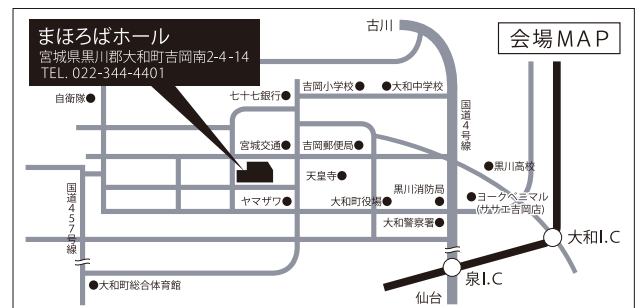 まほろばホール
宮城県黒川郡大和町吉岡南2-4-14
TEL. 022-344-4401
古川
会場MAP
自衛隊
七十七銀行
吉岡小学校
大和中学校
国道4号線
宮城交通
吉岡郵便局
黒川高校
天皇寺
黒川消防局
ヨークベニマル
(ササエ吉岡店)
ヤマザワ
大和町役場
国道457号線
大和警察署
大和I.C
泉I.C
大和町総合体育館
仙台